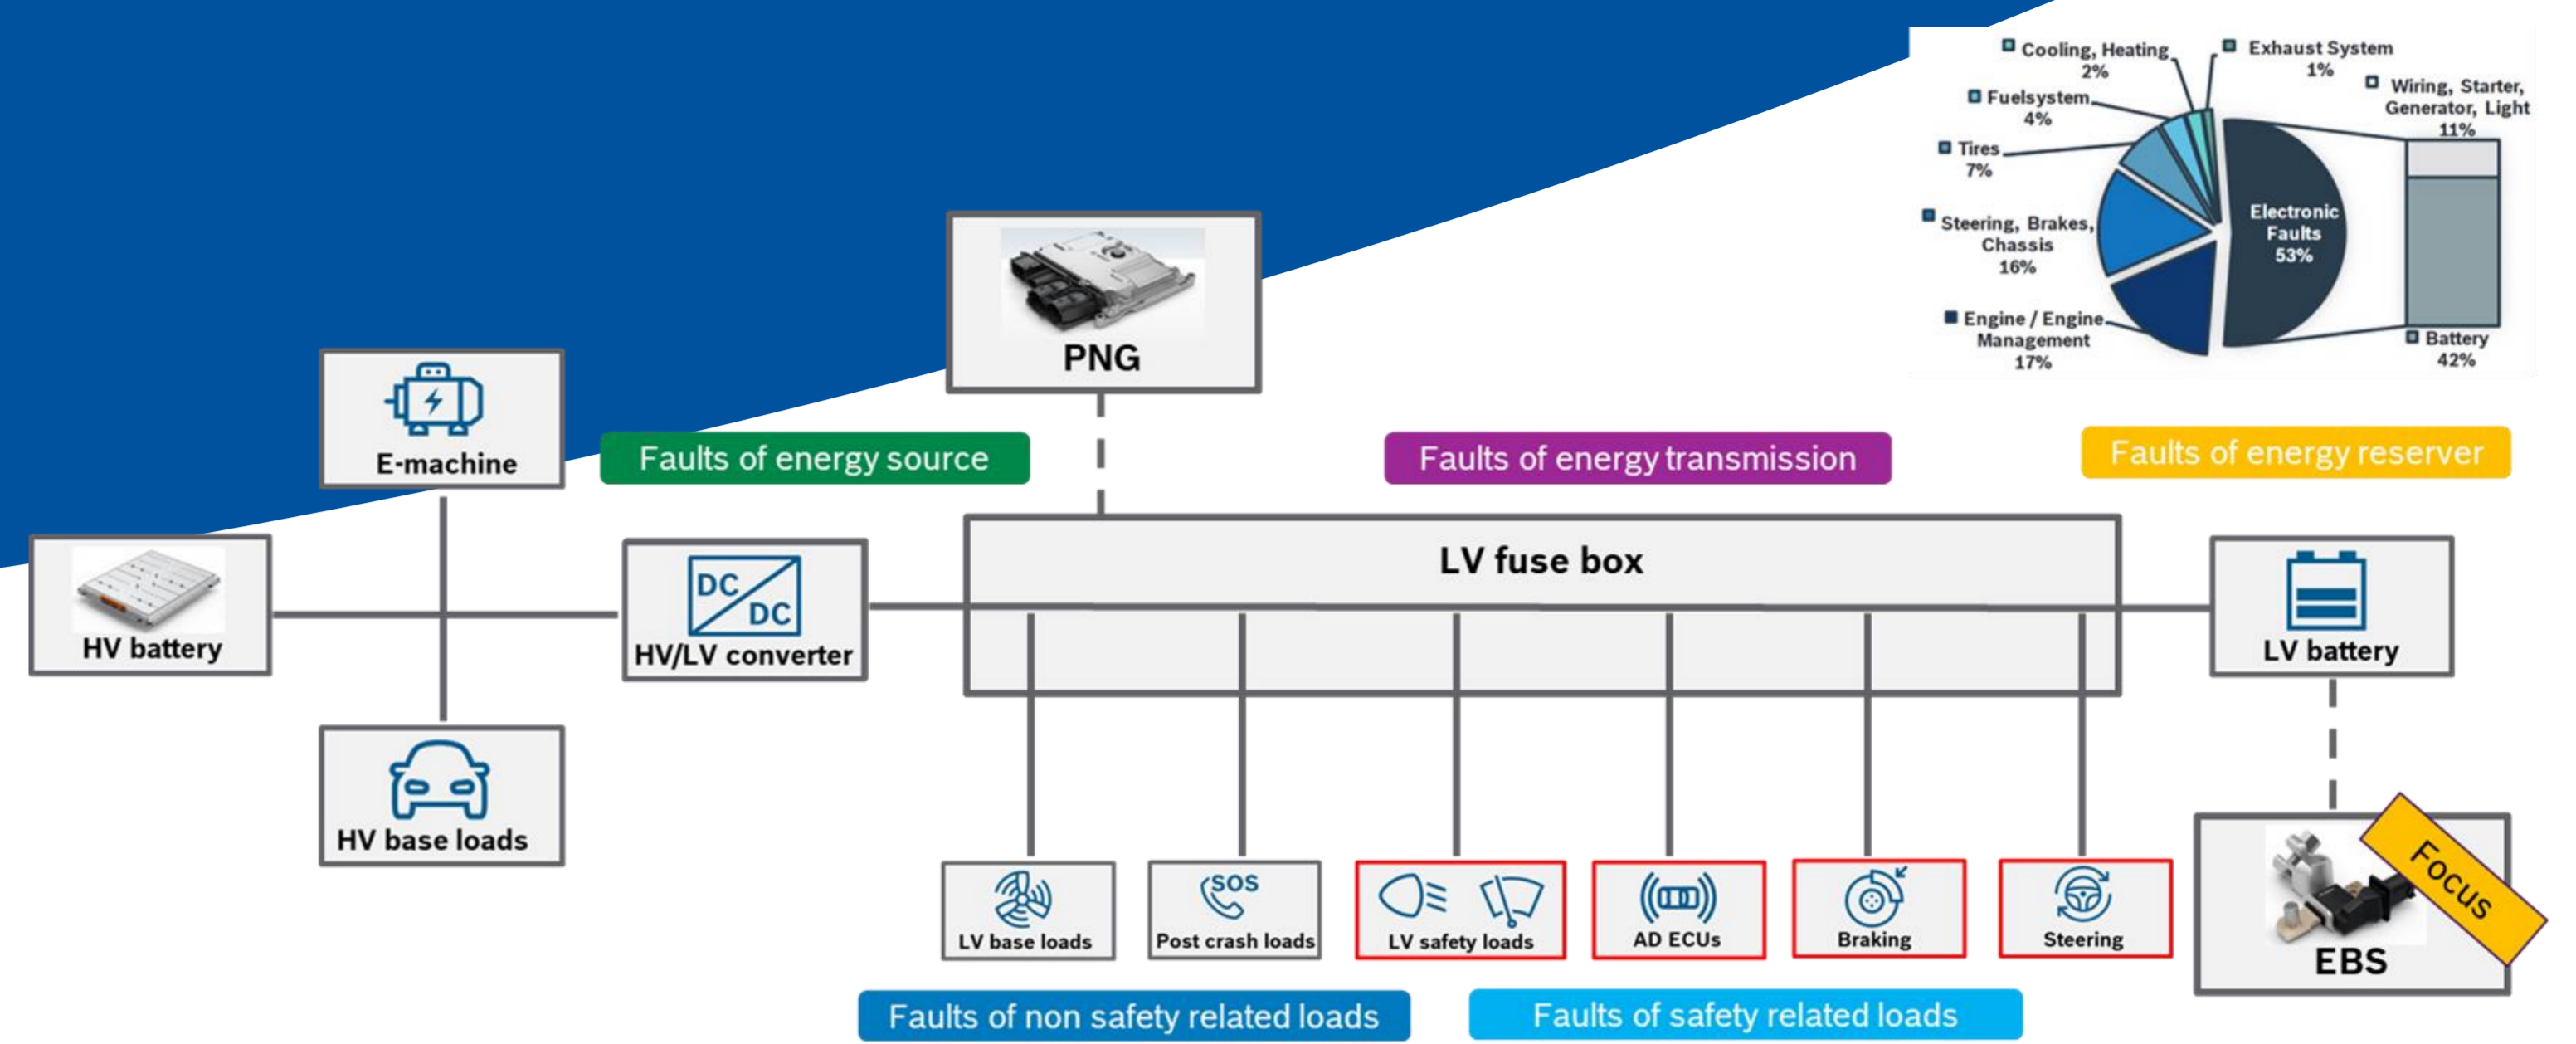 Cooling, Heating
2%
Exhaust System
1%
Wiring, Starter,
Generator, Light
11%
Fuelsystem
4%
Tires
7%
Steering, Brakes,
Chassis
16%
Engine / Engine
Management
17%
Electronic
Faults
53%
Battery
42%
PNG
E-machine
Faults of energy source
Faults of energy transmission
Faults of energy reserver
HV battery
DC
DC
HV/LV converter
LV fuse box
LV battery
HV base loads
LV base loads
SOS
Post crash loads
LV safety loads
AD ECUs
Braking
Steering
Focus
EBS
Faults of non safety related loads
Faults of safety related loads